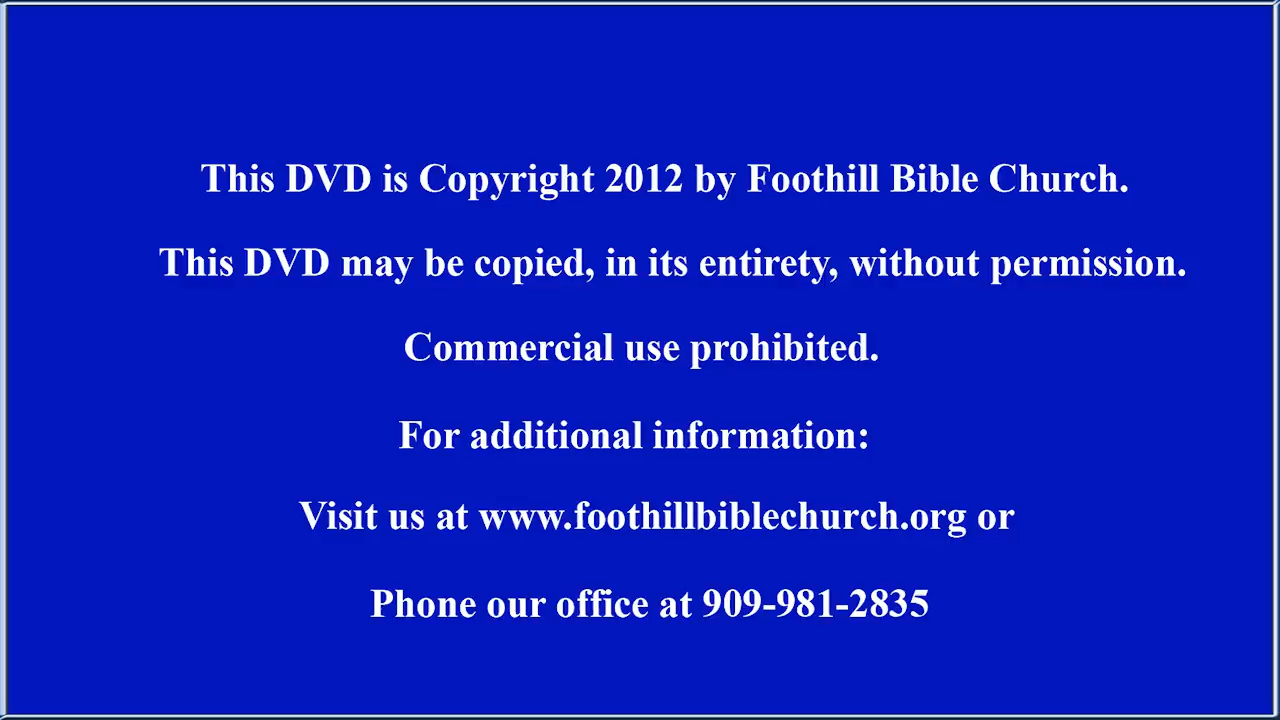 This DVD is Copyright 2012 by Foothill Bible Church.
This DVD may be copied, in its entirety, without permission.
Commercial use prohibited.
For additional information:
Visit us at www.foothillbiblechurch.org or
Phone our office at 909-981-2835